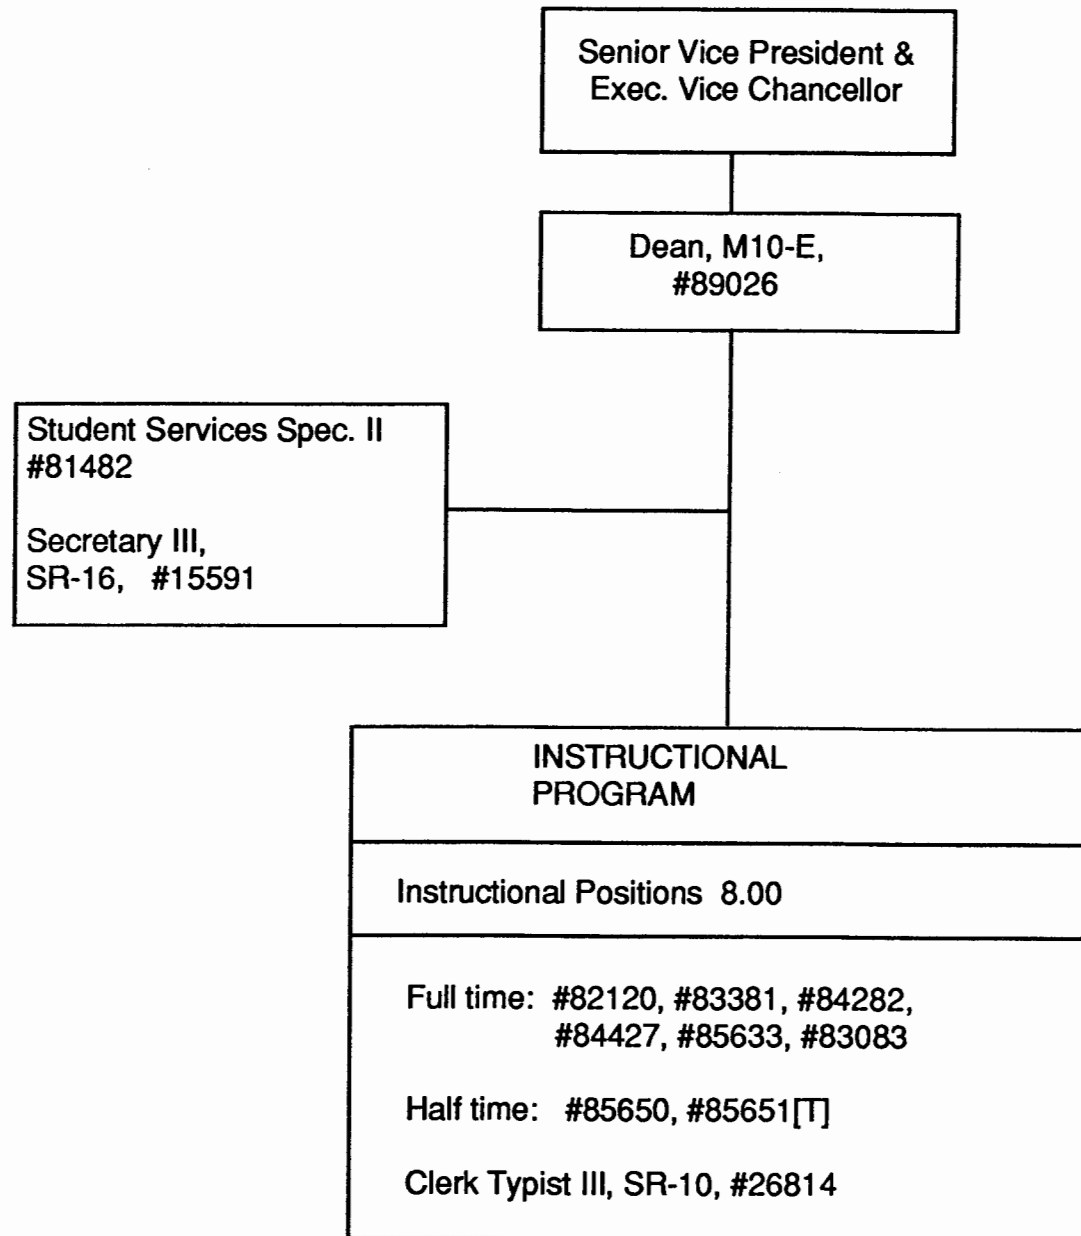 Senior Vice President &
Exec. Vice Chancellor
Dean, M10-E,
#89026
Student Services Spec. II
#81482
Secretary III,
SR-16, #15591
INSTRUCTIONAL
PROGRAM
Instructional Positions 8.00
Full time: #82120, #83381, #84282,
#84427, #85633, #83083
Half time: #85650, #85651[T]
Clerk Typist III, SR-10, #26814